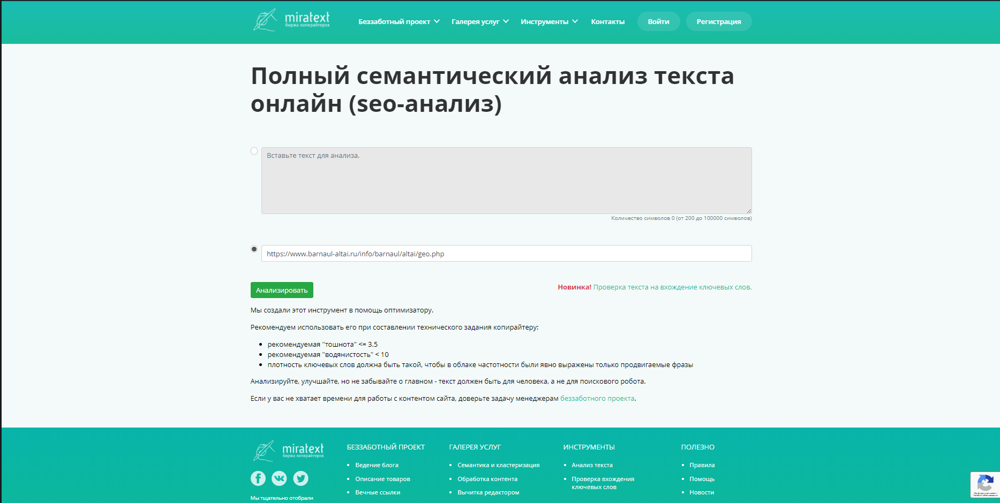 miratext
биржа копирайтеров
Беззаботный проект
Галерея услуг
Инструменты
Контакты
Войти
Регистрация
Полный семантический анализ текста
онлайн (seo-анализ)
Вставьте текст для анализа.
Количество символов 0 (от 200 до 100000 символов)
https://www.barnaul-altai.ru/info/barnaul/altai/geo.php
Анализировать
Новинка! Проверка текста на вхождение ключевых слов.
Мы создали этот инструмент в помощь оптимизатору.
Рекомендуем использовать его при составлении технического задания копирайтеру:
рекомендуемая "тошнота" <= 3.5
рекомендуемая "водянистость" < 10
плотность ключевых слов должна быть такой, чтобы в облаке частотности были явно выражены только продвигаемые фразы
Анализируйте, улучшайте, но не забывайте о главном - текст должен быть для человека, а не для поискового робота.
Если у вас не хватает времени для работы с контентом сайта, доверьте задачу менеджерам беззаботного проекта.
miratext
биржа копирайтеров
Мы тщательно отобрали
БЕЗЗАБОТНЫЙ ПРОЕКТ
Ведение блога
Описание товаров
Вечные ссылки
ГАЛЕРЕЯ УСЛУГ
Семантика и кластеризация
Обработка контента
Вычитка редактором
ИНСТРУМЕНТЫ
Анализ текста
Проверка вхождения
ключевых слов
ПОЛЕЗНО
Правила
Помощь
Новости